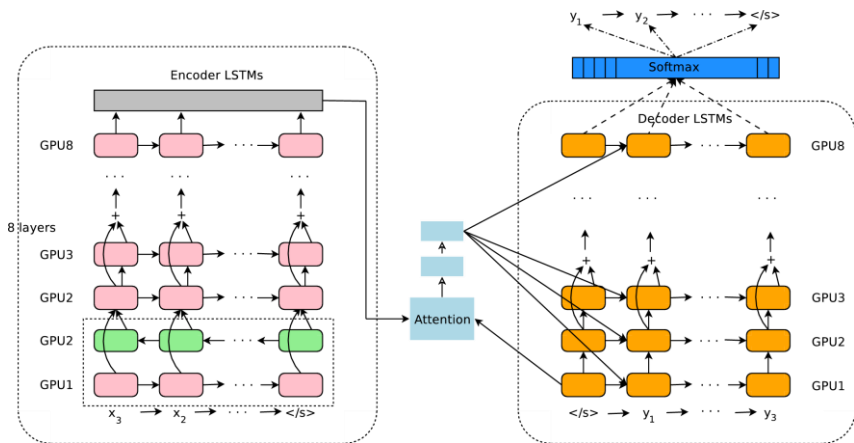 y1 y2 · · · </s>
Softmax
Encoder LSTMs
Decoder LSTMs
GPU8
GPU8
· · ·
· · ·
8 layers
+ + +
GPU3
+ + +
GPU2
GPU3
Attention
GPU2
GPU2
GPU1
GPU1
x3 x2 · · · </s>
</s> y1 · · · y3